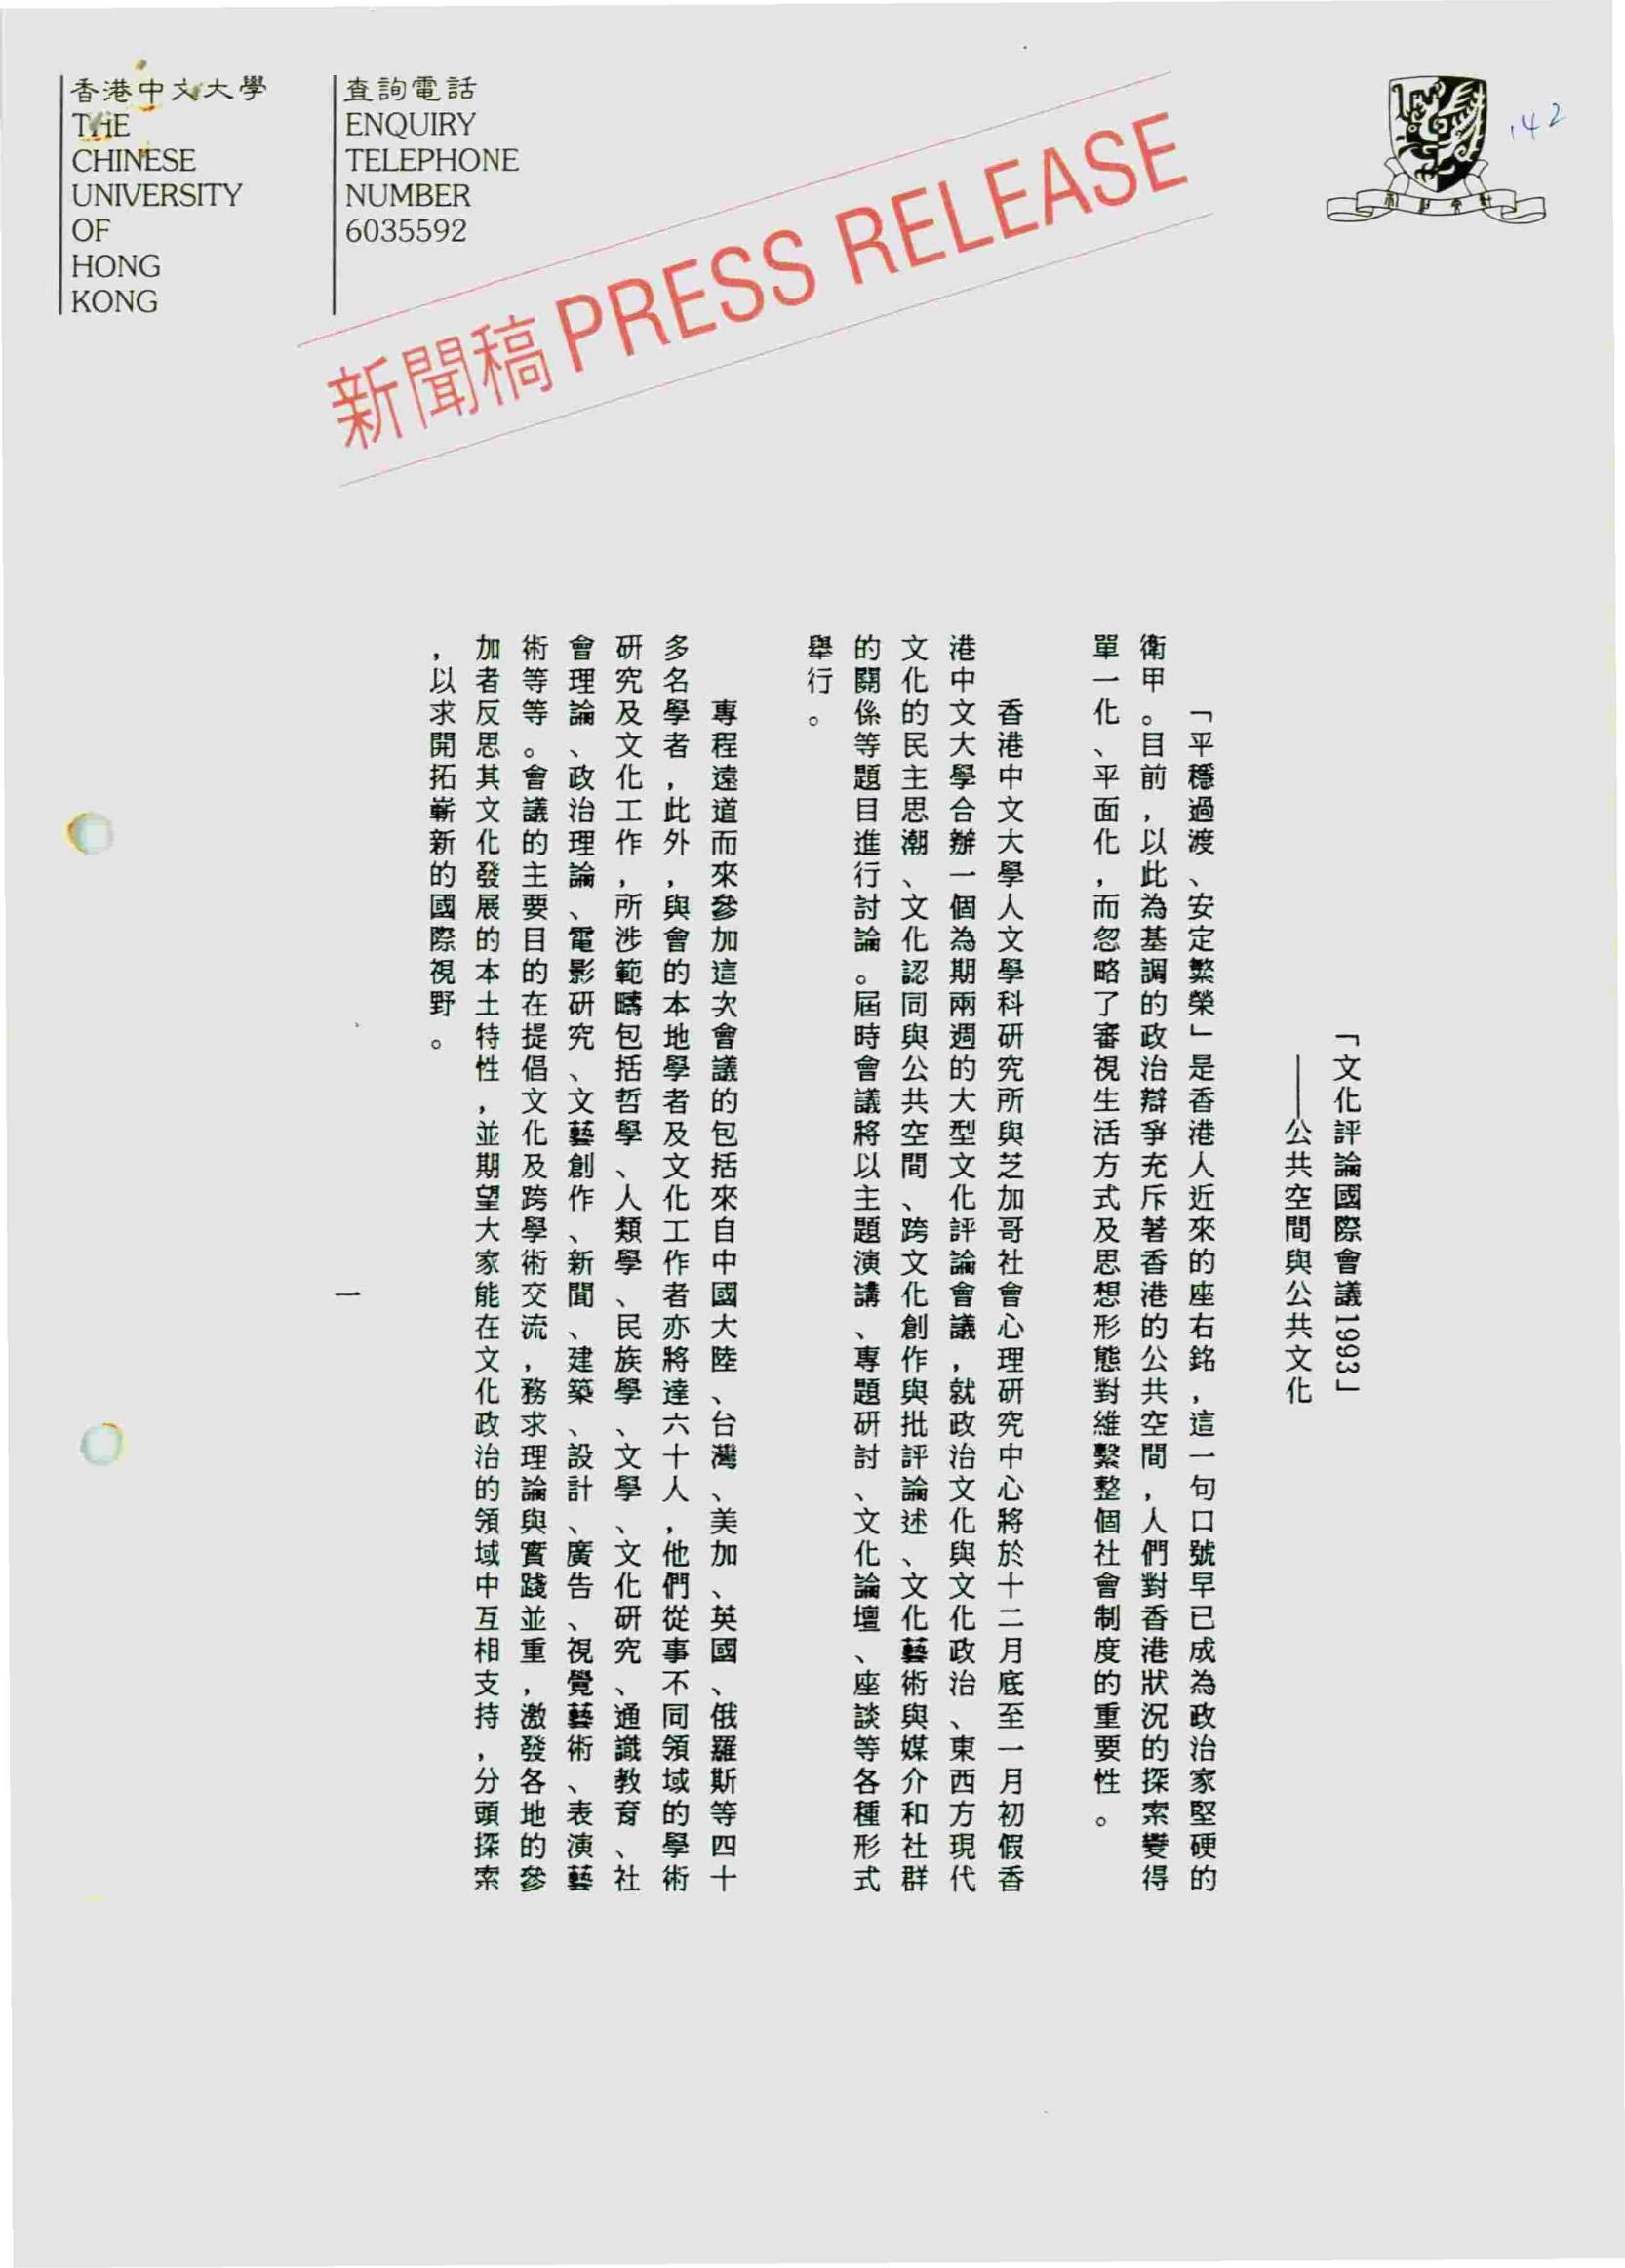 香港中文大學
THE
CHINESE
UNIVERSITY
OF
HONG
KONG
查詢電話
ENQUIRY
TELEPHONE
NUMBER
6035592
新聞稿 PRESS RELEASE
142
「文化評論國際會議1993」
——公共空間與公共文化
「平穩過渡、安定繁榮」是香港人近來的座右銘，這一句口號早已成為政治家堅硬的
衛甲。目前，以此為基調的政治辯爭充斥著香港的公共空間，人們對香港狀況的探索變得
單一化、平面化，而忽略了審視生活方式及思想形態對維繫整個社會制度的重要性。
香港中文大學人文學科研究所與芝加哥社會心理研究中心將於十二月底至一月初假香
港中文大學合辦一個為期兩週的大型文化評論會議，就政治文化與文化政治、東西方現代
文化的民主思潮、文化認同與公共空間、跨文化創作與批評論述、文化藝術與媒介和社群
的關係等題目進行討論。屆時會議將以主題演講、專題研討、文化論壇、座談等各種形式
舉行。
專程遠道而來參加這次會議的包括來自中國大陸、台灣、美加、英國、俄羅斯等四十
多名學者，此外，與會的本地學者及文化工作者亦將達六十人，他們從事不同領域的學術
研究及文化工作，所涉範疇包括哲學、人類學、民族學、文學、文化研究、通識教育、社
會理論、政治理論、電影研究、文藝創作、新聞、建築、設計、廣告、視覺藝術、表演藝
術等等。會議的主要目的在提倡文化及跨學術交流，務求理論與實踐並重，激發各地的參
加者反思其文化發展的本土特性，並期望大家能在文化政治的領域中互相支持，分頭探索
，以求開拓嶄新的國際視野。
一